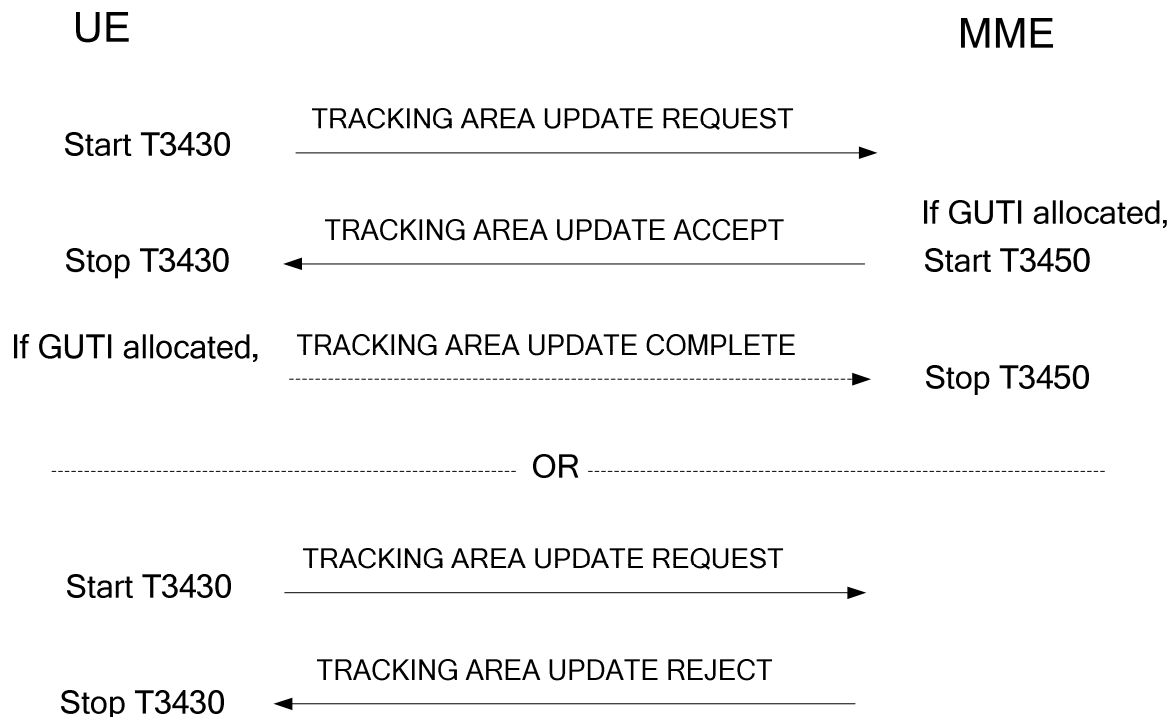 UE
MME
TRACKING AREA UPDATE REQUEST
Start T3430
If GUTI allocated,
TRACKING AREA UPDATE ACCEPT
Stop T3430
Start T3450
If GUTI allocated,
TRACKING AREA UPDATE COMPLETE
Stop T3450
OR
TRACKING AREA UPDATE REQUEST
Start T3430
TRACKING AREA UPDATE REJECT
Stop T3430